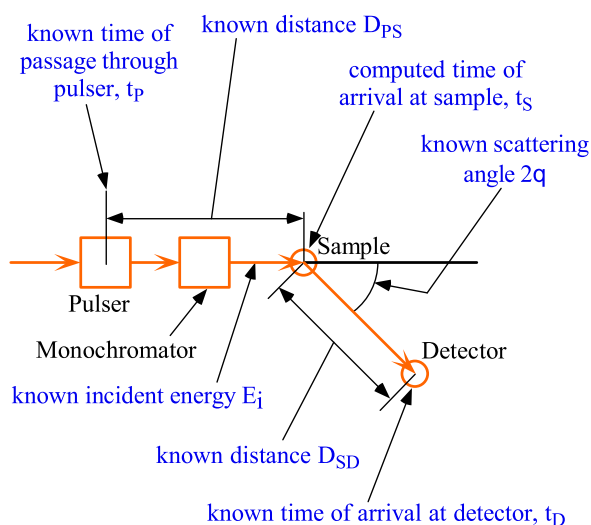 known time of
passage through
pulser, tP
known distance DPS
computed time of
arrival at sample, tS
known scattering
angle 2q
Sample
Pulser
Monochromator
Detector
known incident energy Ei
known distance DSD
known time of arrival at detector, tD